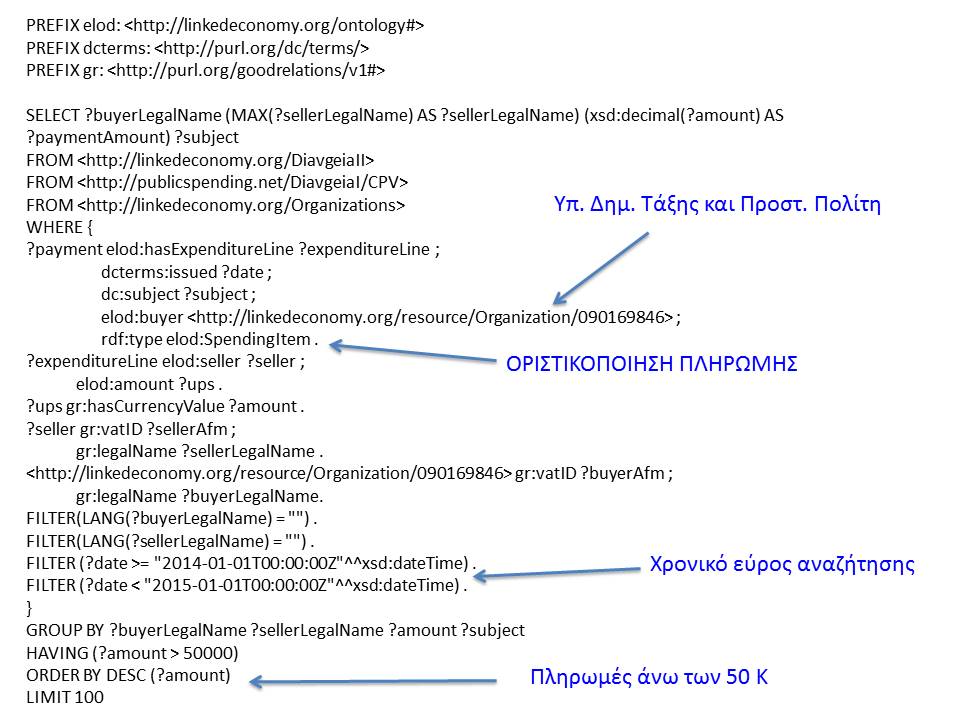 PREFIX elod: <http://linkedeconomy.org/ontology#>
PREFIX dcterms: <http://purl.org/dc/terms/>
PREFIX gr: <http://purl.org/goodrelations/v1#>
SELECT ?buyerLegalName (MAX(?sellerLegalName) AS ?sellerLegalName) (xsd:decimal(?amount) AS
?paymentAmount) ?subject
FROM <http://linkedeconomy.org/DiavgeiaII>
FROM <http://publicspending.net/DiavgeiaI/CPV>
FROM <http://linkedeconomy.org/Organizations>
Υπ. Δημ. Τάξης και Προστ. Πολίτη
WHERE {
?payment elod:hasExpenditureLine ?expenditureLine ;
dcterms:issued ?date ;
dc:subject ?subject ;
elod:buyer <http://linkedeconomy.org/resource/Organization/090169846> ;
rdf:type elod:SpendingItem .
?expenditureLine elod:seller ?seller ;
ΟΡΙΣΤΙΚΟΠΟΙΗΣΗ ΠΛΗΡΩΜΗΣ
elod:amount ?ups .
?ups gr:hasCurrencyValue ?amount .
?seller gr:vatID ?sellerAfm ;
gr:legalName ?sellerLegalName .
<http://linkedeconomy.org/resource/Organization/090169846> gr:vatID ?buyerAfm ;
gr:legalName ?buyerLegalName.
FILTER(LANG(?buyerLegalName) = "") .
FILTER(LANG(?sellerLegalName) = "") .
FILTER (?date >= "2014-01-01T00:00:00Z"^^xsd:dateTime) .
Χρονικό εύρος αναζήτησης
FILTER (?date < "2015-01-01T00:00:00Z"^^xsd:dateTime) .
}
GROUP BY ?buyerLegalName ?sellerLegalName ?amount ?subject
HAVING (?amount > 50000)
ORDER BY DESC (?amount)
Πληρωμές άνω των 50 Κ
LIMIT 100